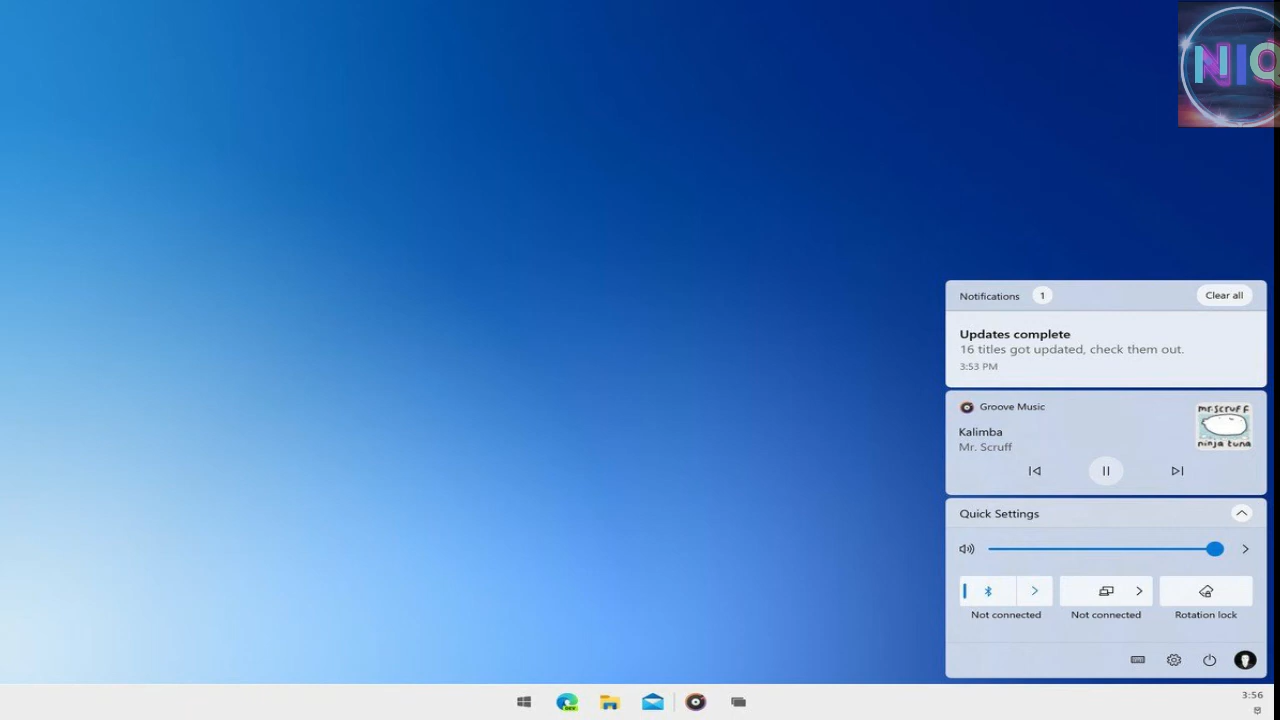 NIQ
Notifications 1 Clear all
Updates complete
16 titles got updated, check them out.
3:53 PM
Groove Music
Kalimba
Mr. Scruff
mr.scruff
ninja tuna
Quick Settings
Not connected Not connected Rotation lock
DEV
3:56